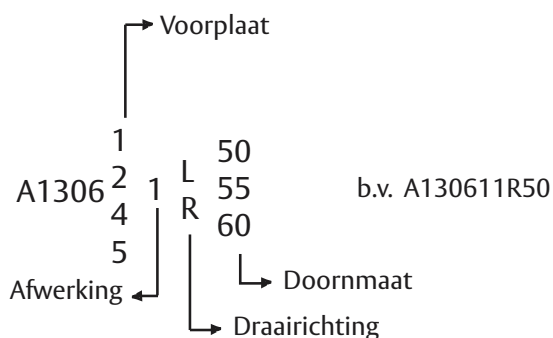 Voorplaat
1
2
4
5
A1306
1
L
R
50
55
60
b.v. A130611R50
Afwerking
Doornmaat
Draairichting